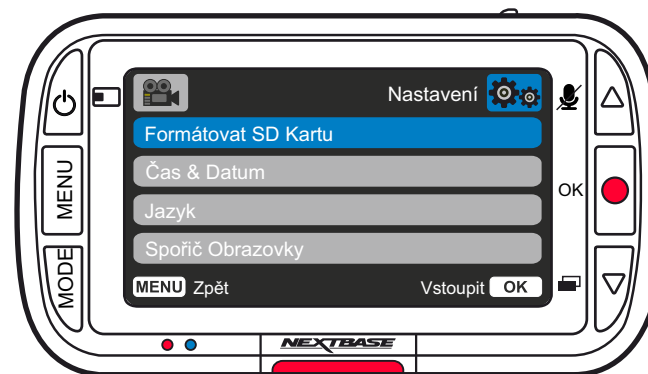 Nastavení
Formátovat SD Kartu
Čas & Datum
MENU
OK
Jazyk
Spořič Obrazovky
MODE
MENU Zpět
Vstoupit OK
NEXTBASE